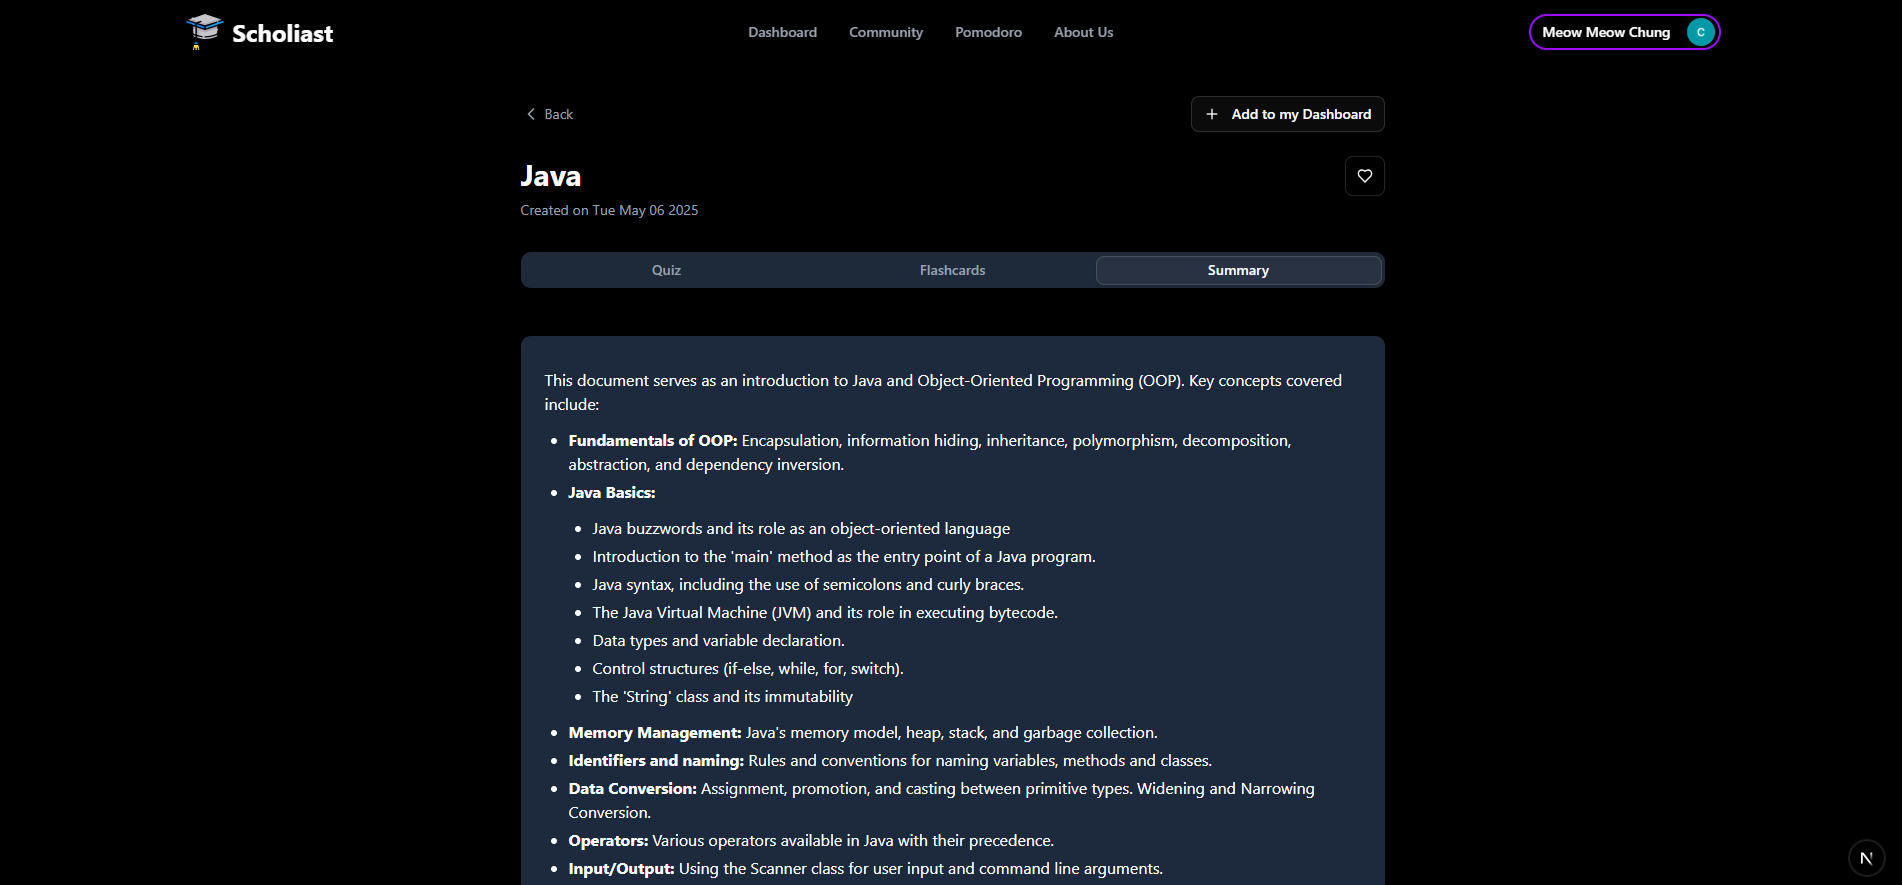 Scholiast
Dashboard
Community
Pomodoro
About Us
Meow Meow Chung
C
Back
+ Add to my Dashboard
Java
Created on Tue May 06 2025
Quiz
Flashcards
Summary
This document serves as an introduction to Java and Object-Oriented Programming (OOP). Key concepts covered
include:
• Fundamentals of OOP: Encapsulation, information hiding, inheritance, polymorphism, decomposition,
abstraction, and dependency inversion.
• Java Basics:
• Java buzzwords and its role as an object-oriented language
• Introduction to the 'main' method as the entry point of a Java program.
• Java syntax, including the use of semicolons and curly braces.
• The Java Virtual Machine (JVM) and its role in executing bytecode.
• Data types and variable declaration.
• Control structures (if-else, while, for, switch).
• The 'String' class and its immutability
• Memory Management: Java's memory model, heap, stack, and garbage collection.
• Identifiers and naming: Rules and conventions for naming variables, methods and classes.
• Data Conversion: Assignment, promotion, and casting between primitive types. Widening and Narrowing
Conversion.
• Operators: Various operators available in Java with their precedence.
• Input/Output: Using the Scanner class for user input and command line arguments.
N